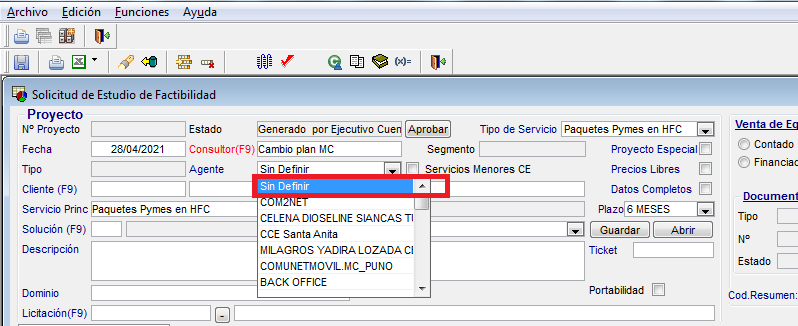 Archivo Edición Funciones Ayuda
(x)=
Solicitud de Estudio de Factibilidad
Proyecto
Nº Proyecto Estado Generado por Ejecutivo Cuen Aprobar Tipo de Servicio Paquetes Pymes en HFC
Fecha 28/04/2021 Consultor(F9) Cambio plan MC Segmento Proyecto Especial
Tipo Agente Sin Definir Servicios Menores CE Precios Libres
Cliente (F9) Sin Definir Datos Completos
Servicio Princ Paquetes Pymes en HFC COM2NET Plazo 6 MESES
CELENA DIOSELINE SIANCAS
Solución (F9) CCE Santa Anita Guardar Abrir
Descripción MILAGROS YADIRA LOZADA Ticket
COMUNETMOVIL.MC_PUNO
BACK OFFICE
Dominio Portabilidad
Licitación(F9) -
Venta de Eq
Contado
Financiad
Document
Tipo
Nº
Estado
Cod.Resumen: